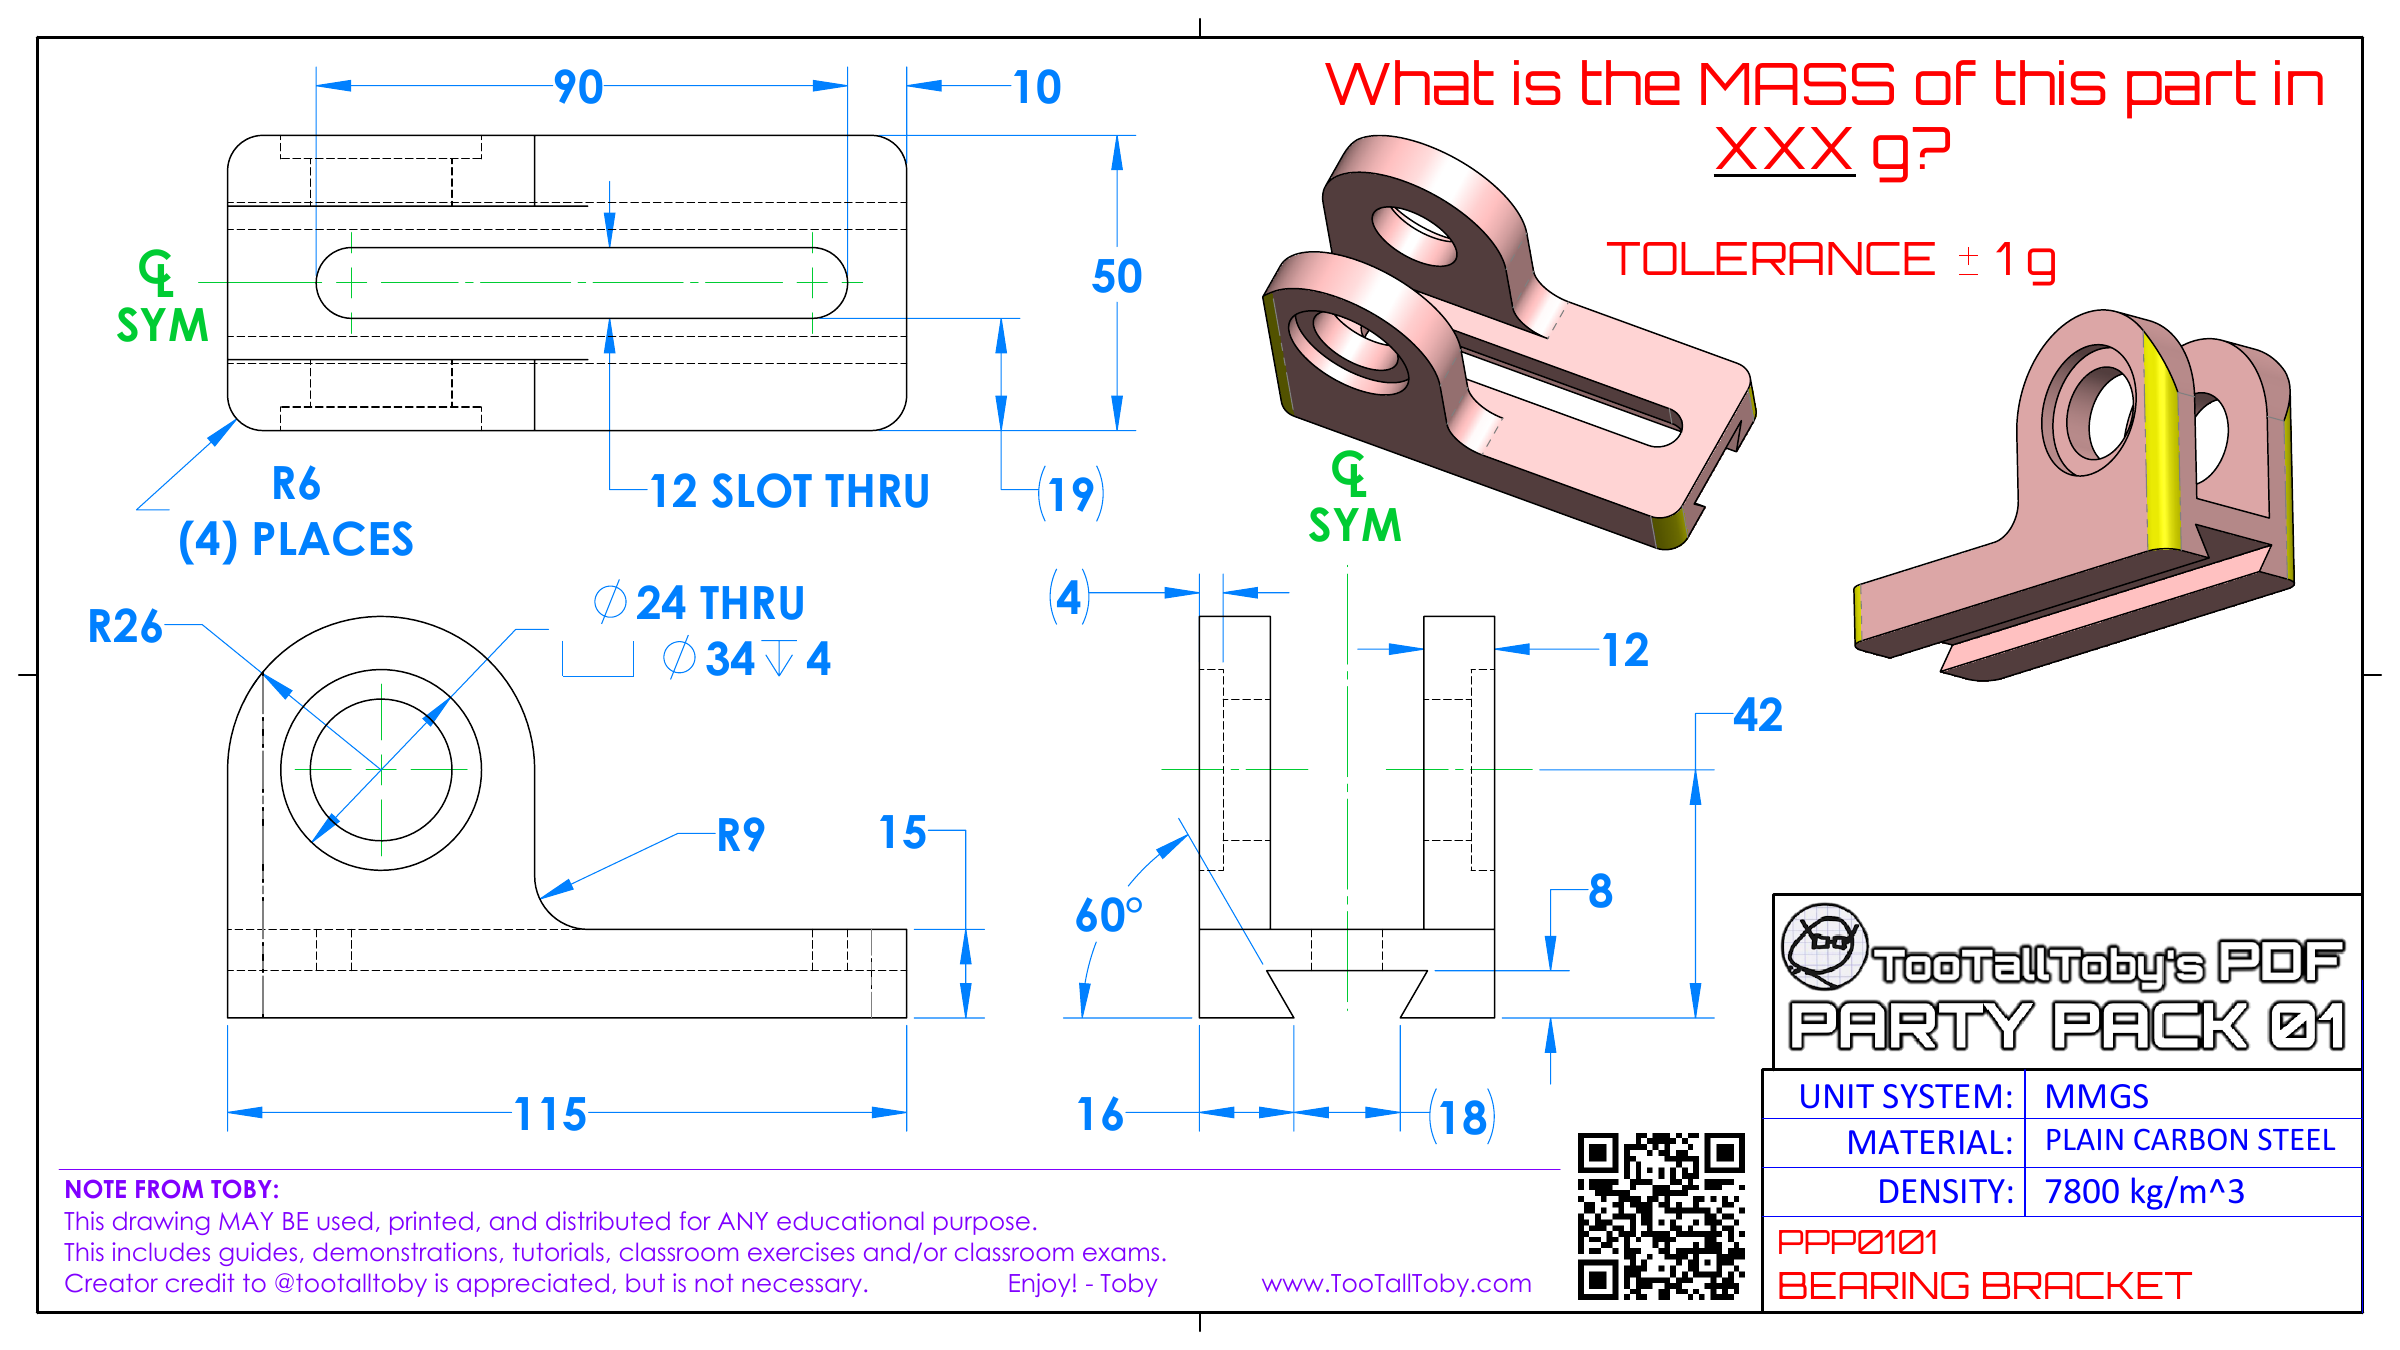 90
10
What is the MASS of this part in
XXX g?
TOLERANCE ± 1 g
50
℄
SYM
R6
(4) PLACES
12 SLOT THRU
(19)
℄
SYM
R26
⌀ 24 THRU
⌴ ⌀ 34 ↧ 4
(4)
12
42
R9
15
60°
8
115
16
(18)
TooTallToby's PDF
PARTY PACK 01
UNIT SYSTEM: MMGS
MATERIAL: PLAIN CARBON STEEL
DENSITY: 7800 kg/m^3
PPP0101
BEARING BRACKET
NOTE FROM TOBY:
This drawing MAY BE used, printed, and distributed for ANY educational purpose.
This includes guides, demonstrations, tutorials, classroom exercises and/or classroom exams.
Creator credit to @tootalltoby is appreciated, but is not necessary. Enjoy! - Toby www.TooTallToby.com